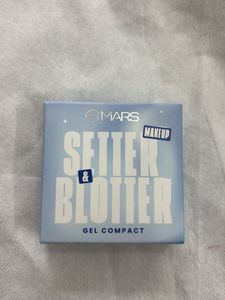 MARS
MAKEUP
SETTER
&
BLOTTER
GEL COMPACT